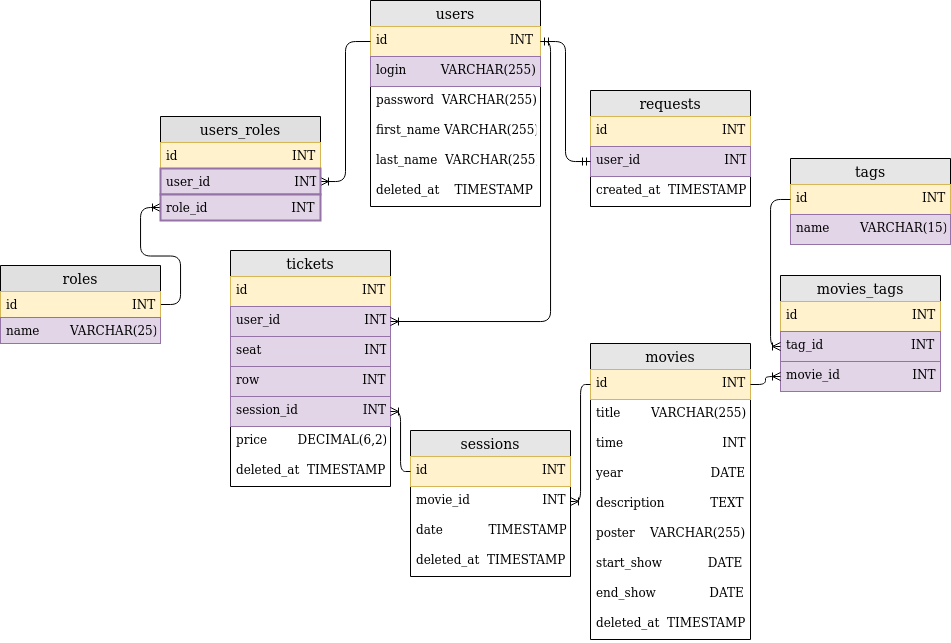 users
id INT
login VARCHAR(255)
password VARCHAR(255)
first_name VARCHAR(255)
last_name VARCHAR(255
deleted_at TIMESTAMP
requests
id INT
user_id INT
created_at TIMESTAMP
users_roles
id INT
user_id INT
role_id INT
tags
id INT
name VARCHAR(15)
roles
id INT
name VARCHAR(25)
tickets
id INT
user_id INT
seat INT
row INT
session_id INT
price DECIMAL(6,2)
deleted_at TIMESTAMP
movies_tags
id INT
tag_id INT
movie_id INT
movies
id INT
title VARCHAR(255)
time INT
year DATE
description TEXT
poster VARCHAR(255)
start_show DATE
end_show DATE
deleted_at TIMESTAMP
sessions
id INT
movie_id INT
date TIMESTAMP
deleted_at TIMESTAMP